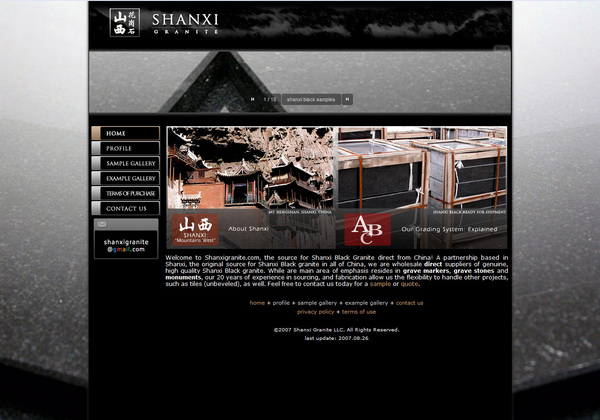 山西
花岗石
SHANXI
GRANITE
1 / 10
shanxi black samples
HOME
PROFILE
SAMPLE GALLERY
EXAMPLE GALLERY
TERMS OF PURCHASE
CONTACT US
shanxigranite
@gmail.com
MT. HENGSHAN, SHANXI, CHINA
山西
SHANXI
"Mountains West"
About Shanxi
SHANXI BLACK READY FOR SHIPMENT
ABC
Our Grading System: Explained
Welcome to Shanxigranite.com, the source for Shanxi Black Granite direct from China! A partnership based in
Shanxi, the original source for Shanxi Black granite in all of China, we are wholesale direct suppliers of genuine,
high quality Shanxi Black granite. While are main area of emphasis resides in grave markers, grave stones and
monuments, our 20 years of experience in sourcing, and fabrication allow us the flexibility to handle other projects,
such as tiles (unbeveled), as well. Feel free to contact us today for a sample or quote.
home + profile + sample gallery + example gallery + contact us
privacy policy + terms of use
©2007 Shanxi Granite LLC. All Rights Reserved.
last update: 2007.08.26